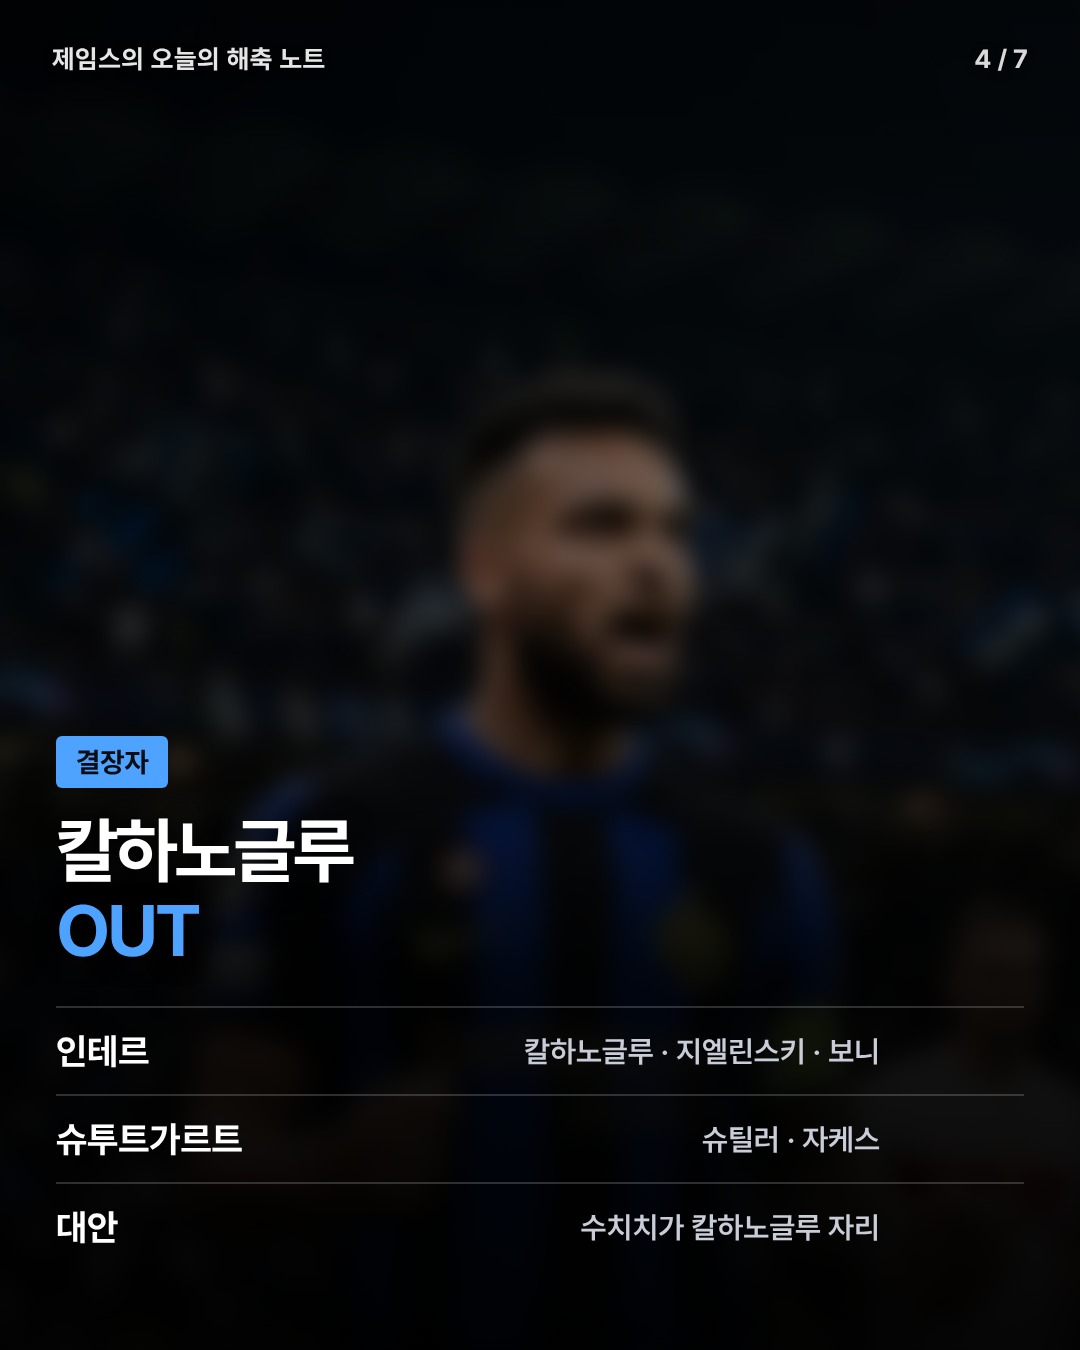 제임스의 오늘의 해축 노트
4 / 7
결장자
칼하노글루
OUT
인테르 칼하노글루 · 지엘린스키 · 보니
슈투트가르트 슈틸러 · 자케스
대안 수치치가 칼하노글루 자리